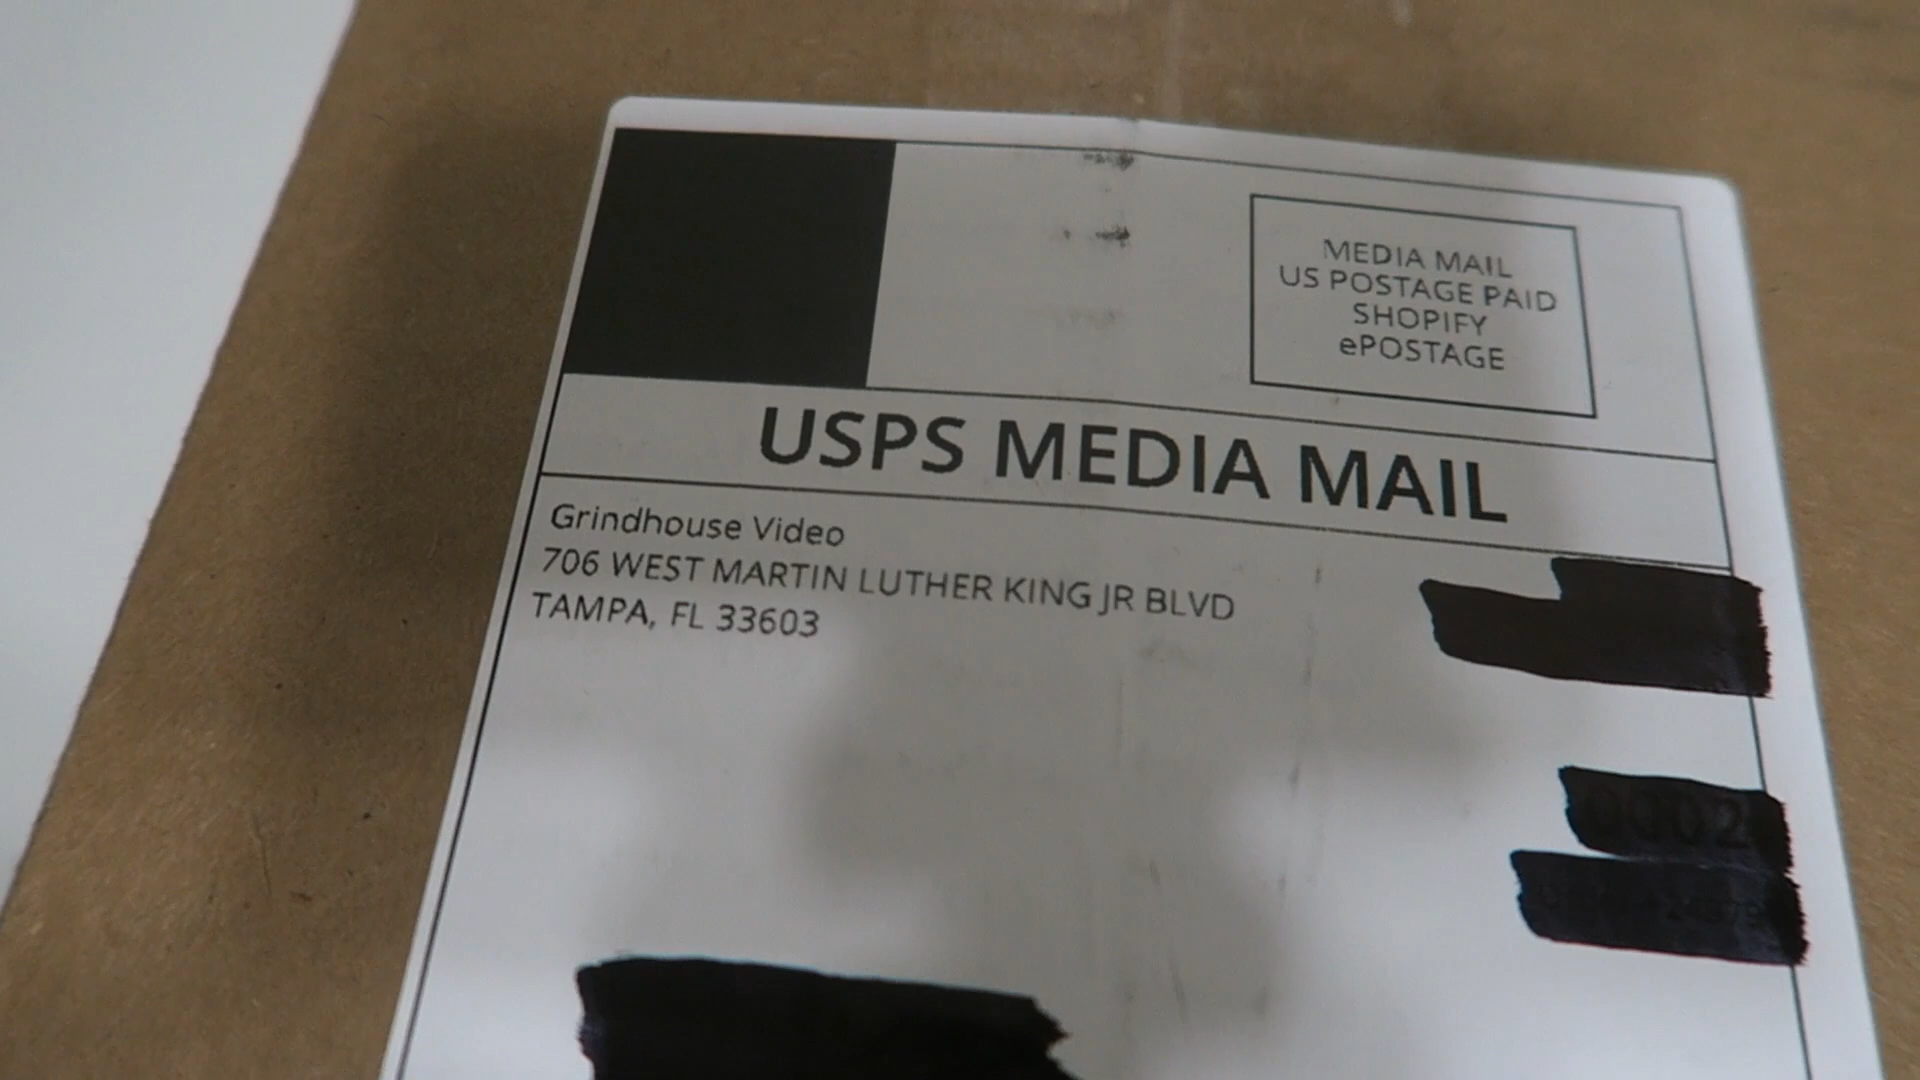 MEDIA MAIL
US POSTAGE PAID
SHOPIFY
ePOSTAGE
USPS MEDIA MAIL
Grindhouse Video
706 WEST MARTIN LUTHER KING JR BLVD
TAMPA, FL 33603